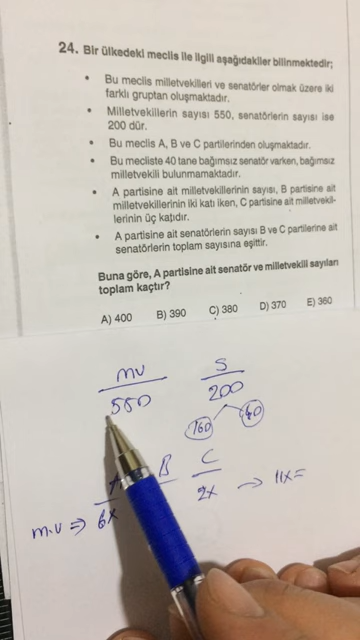 24. Bir ülkedeki meclis ile ilgili aşağıdakiler bilinmektedir;
• Bu meclis milletvekilleri ve senatörler olmak üzere iki
farklı gruptan oluşmaktadır.
• Milletvekillerin sayısı 550, senatörlerin sayısı ise
200 dür.
• Bu meclis A, B ve C partilerinden oluşmaktadır.
• Bu mecliste 40 tane bağımsız senatör varken, bağımsız
milletvekili bulunmamaktadır.
• A partisine ait milletvekillerinin sayısı, B partisine ait
milletvekillerinin iki katı iken, C partisine ait milletvekil-
lerinin üç katıdır.
• A partisine ait senatörlerin sayısı B ve C partilerine ait
senatörlerin toplam sayısına eşittir.
Buna göre, A partisine ait senatör ve milletvekili sayıları
toplam kaçtır?
A) 400 B) 390 C) 380 D) 370 E) 360
mv S
550 200
160 40
B C
m.v ⇒ 6x 2x → 11x =